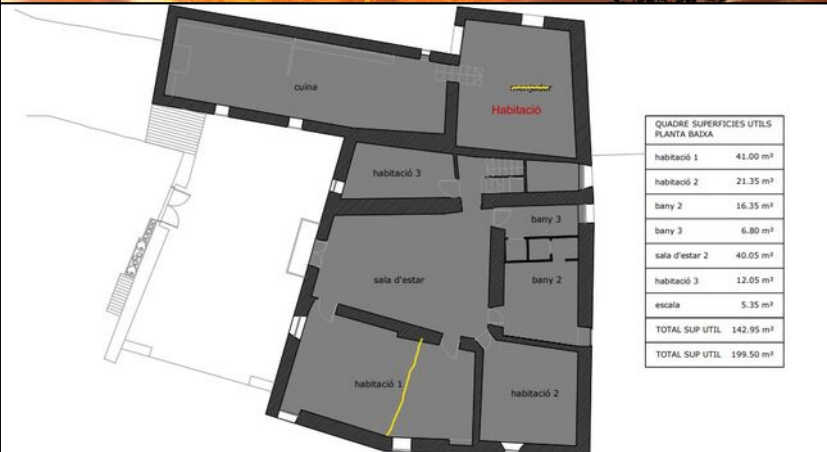 cuina
Habitació
habitació 3
bany 3
sala d'estar
bany 2
habitació 1
habitació 2
QUADRE SUPERFICIES UTILS
PLANTA BAIXA
habitació 1 41.00 m²
habitació 2 21.35 m²
bany 2 16.35 m²
bany 3 6.80 m²
sala d'estar 2 40.05 m²
habitació 3 12.05 m²
escala 5.35 m²
TOTAL SUP UTIL 142.95 m²
TOTAL SUP UTIL 199.50 m²